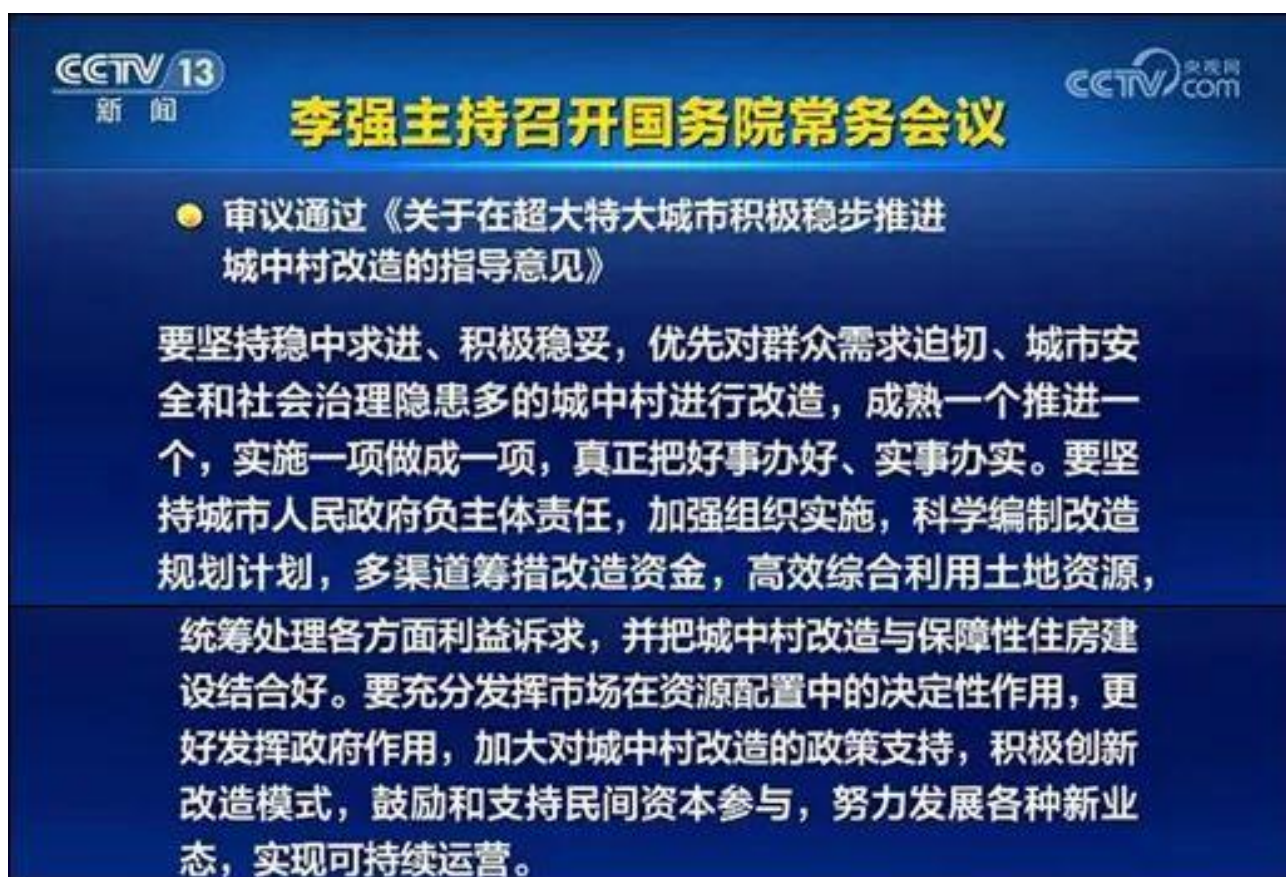 CCTV 13
新闻
央视网
CCTV com
李强主持召开国务院常务会议
审议通过《关于在超大特大城市积极稳步推进
城中村改造的指导意见》
要坚持稳中求进、积极稳妥，优先对群众需求迫切、城市安
全和社会治理隐患多的城中村进行改造，成熟一个推进一
个，实施一项做成一项，真正把好事办好、实事办实。要坚
持城市人民政府负主体责任，加强组织实施，科学编制改造
规划计划，多渠道筹措改造资金，高效综合利用土地资源，
统筹处理各方面利益诉求，并把城中村改造与保障性住房建
设结合好。要充分发挥市场在资源配置中的决定性作用，更
好发挥政府作用，加大对城中村改造的政策支持，积极创新
改造模式，鼓励和支持民间资本参与，努力发展各种新业
态，实现可持续运营。